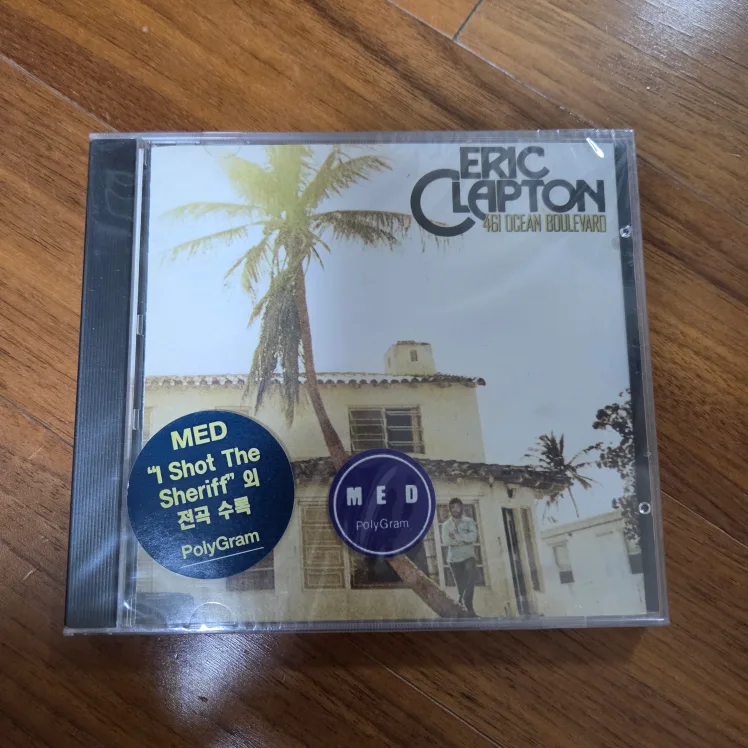 ERIC
CLAPTON
461 OCEAN BOULEVARD
MED
"I Shot The
Sheriff" 외
전곡 수록
PolyGram
MED
PolyGram